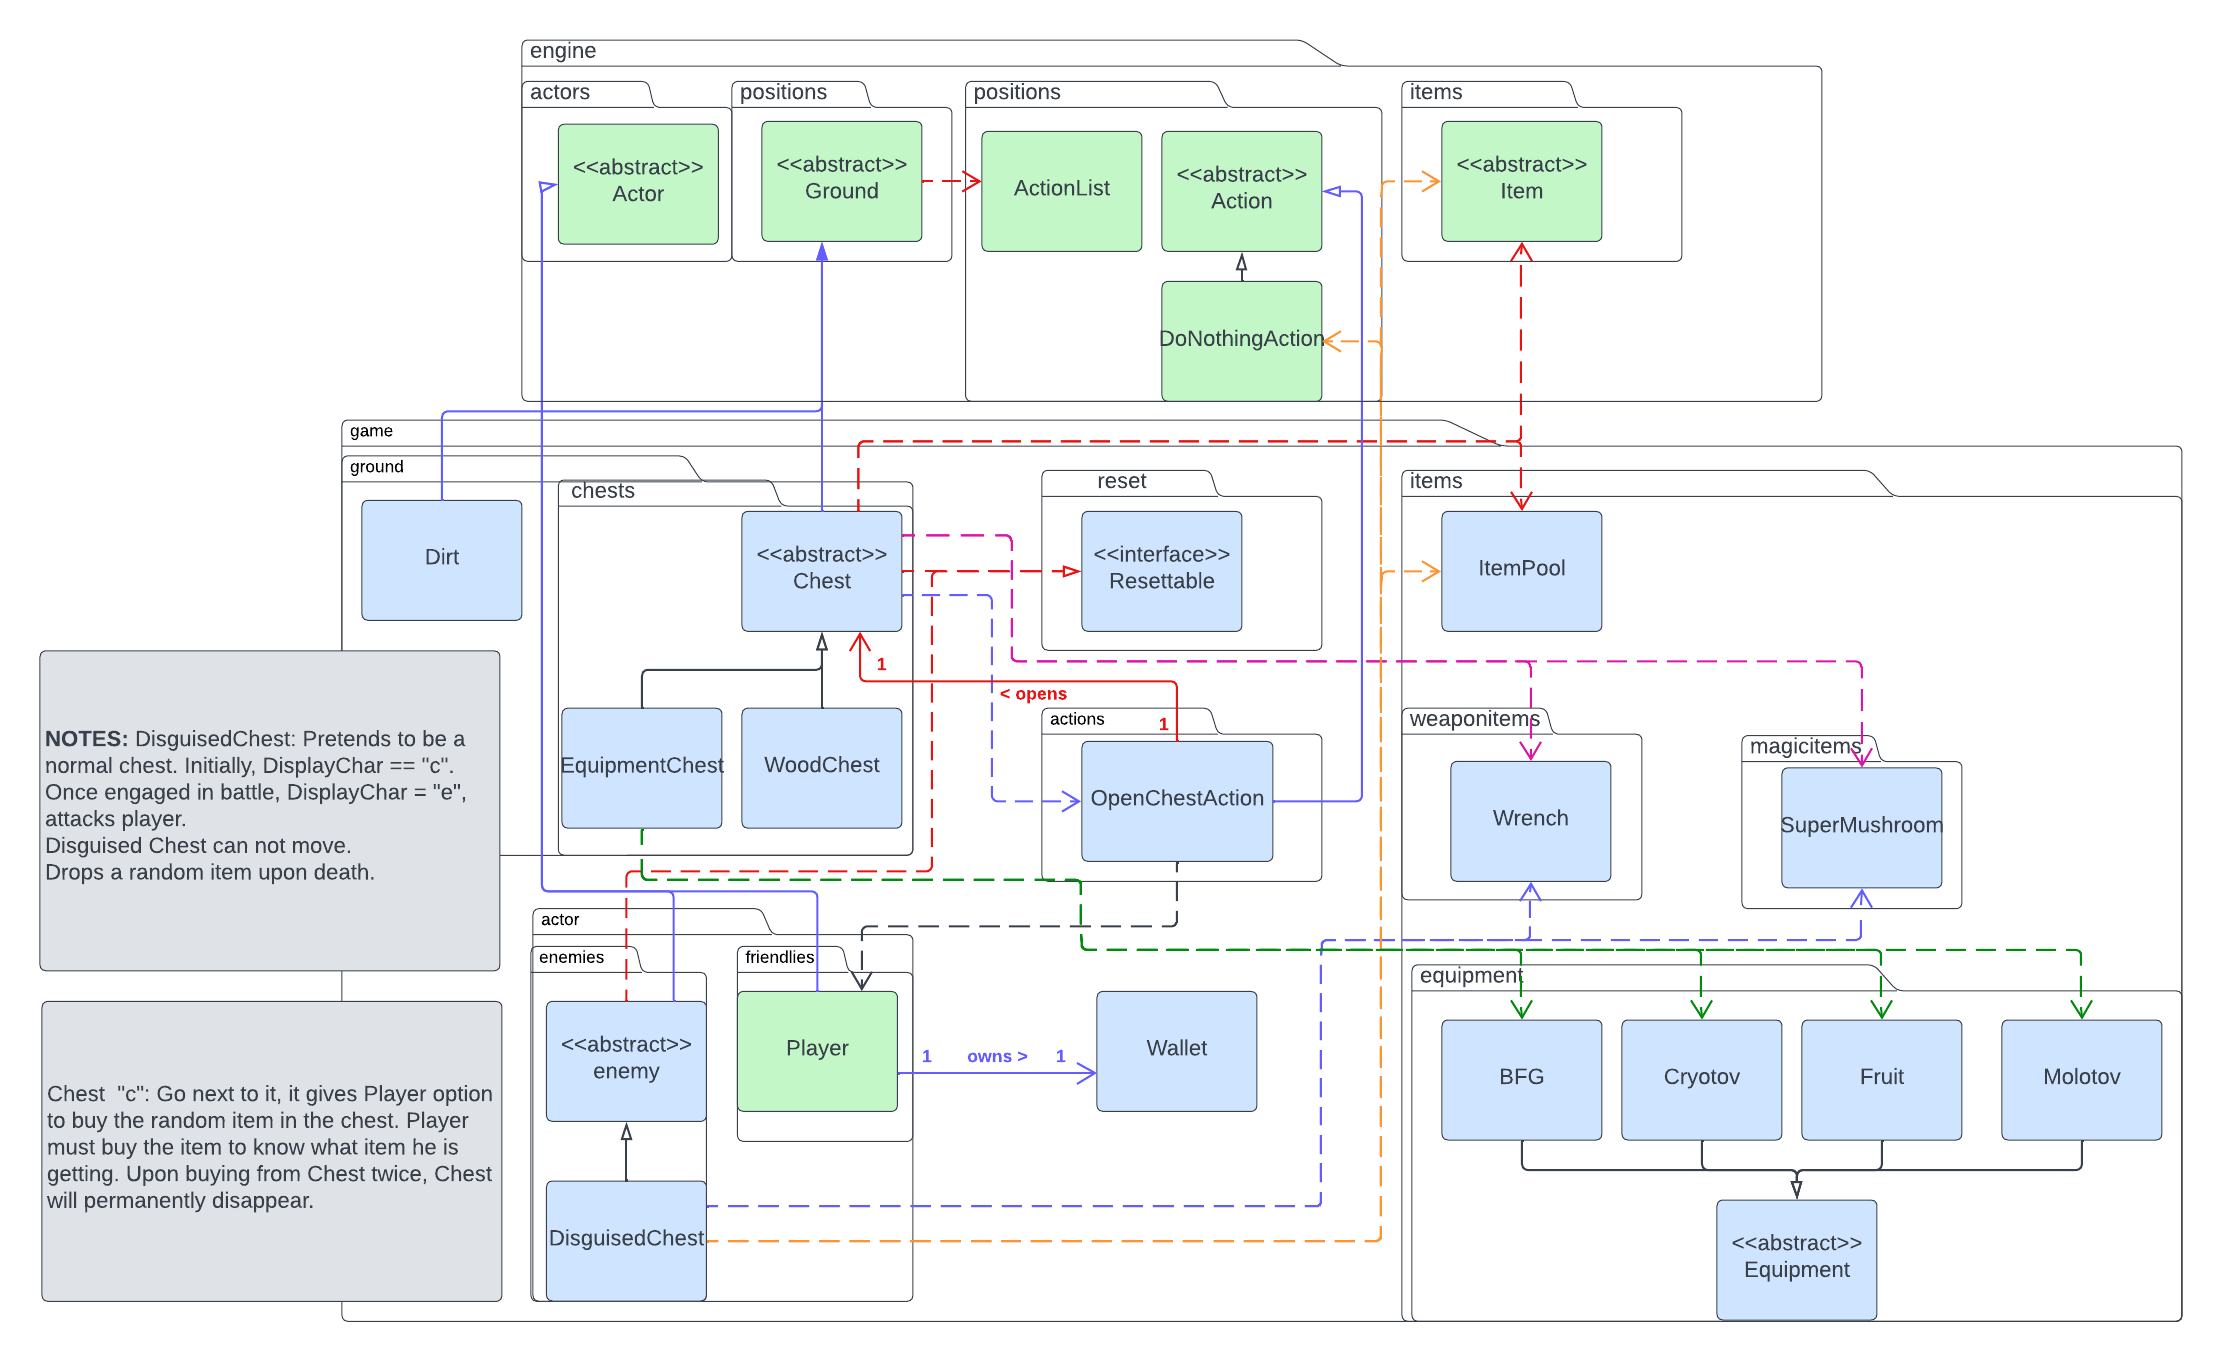 engine
actors
positions
positions
items
<<abstract>>
Actor
<<abstract>>
Ground
ActionList
<<abstract>>
Action
<<abstract>>
Item
DoNothingAction
game
ground
chests
reset
items
Dirt
<<abstract>>
Chest
<<interface>>
Resettable
ItemPool
1
< opens
1
actions
weaponitems
magicitems
EquipmentChest
WoodChest
OpenChestAction
Wrench
SuperMushroom
NOTES: DisguisedChest: Pretends to be a
normal chest. Initially, DisplayChar == "c".
Once engaged in battle, DisplayChar = "e",
attacks player.
Disguised Chest can not move.
Drops a random item upon death.
actor
enemies
friendlies
equipment
<<abstract>>
enemy
Player
1 owns > 1
Wallet
BFG
Cryotov
Fruit
Molotov
Chest "c": Go next to it, it gives Player option
to buy the random item in the chest. Player
must buy the item to know what item he is
getting. Upon buying from Chest twice, Chest
will permanently disappear.
DisguisedChest
<<abstract>>
Equipment